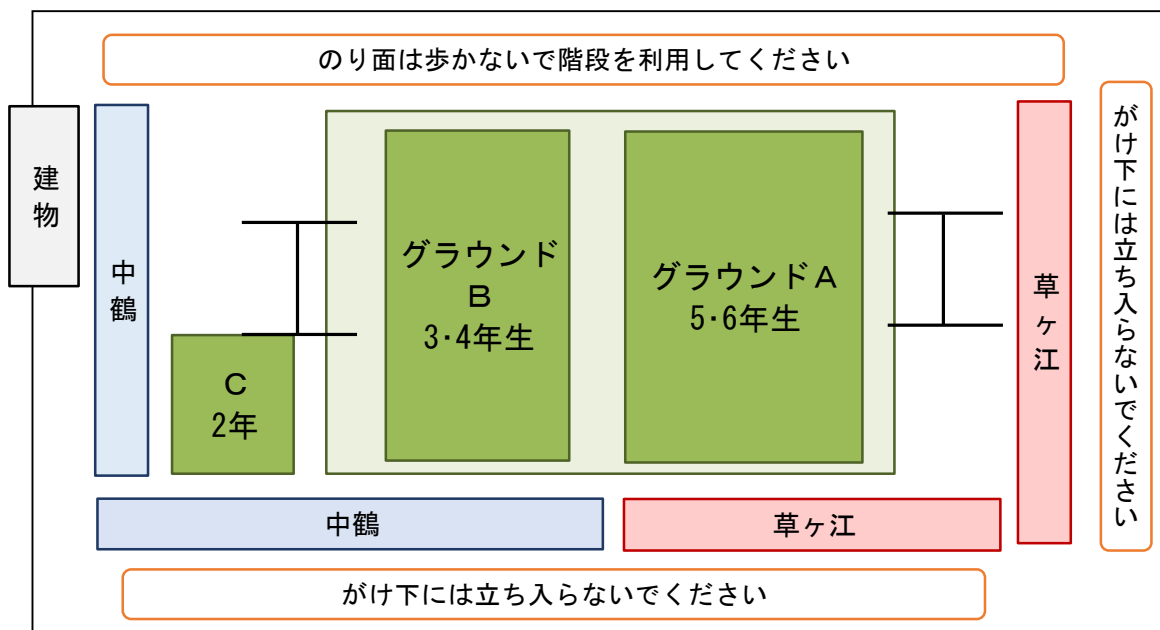 のり面は歩かないで階段を利用してください
建物
中鶴
グラウンド
Ｂ
3･4年生
グラウンドＡ
5･6年生
Ｃ
2年
草ヶ江
がけ下には立ち入らないでください
中鶴
草ヶ江
がけ下には立ち入らないでください